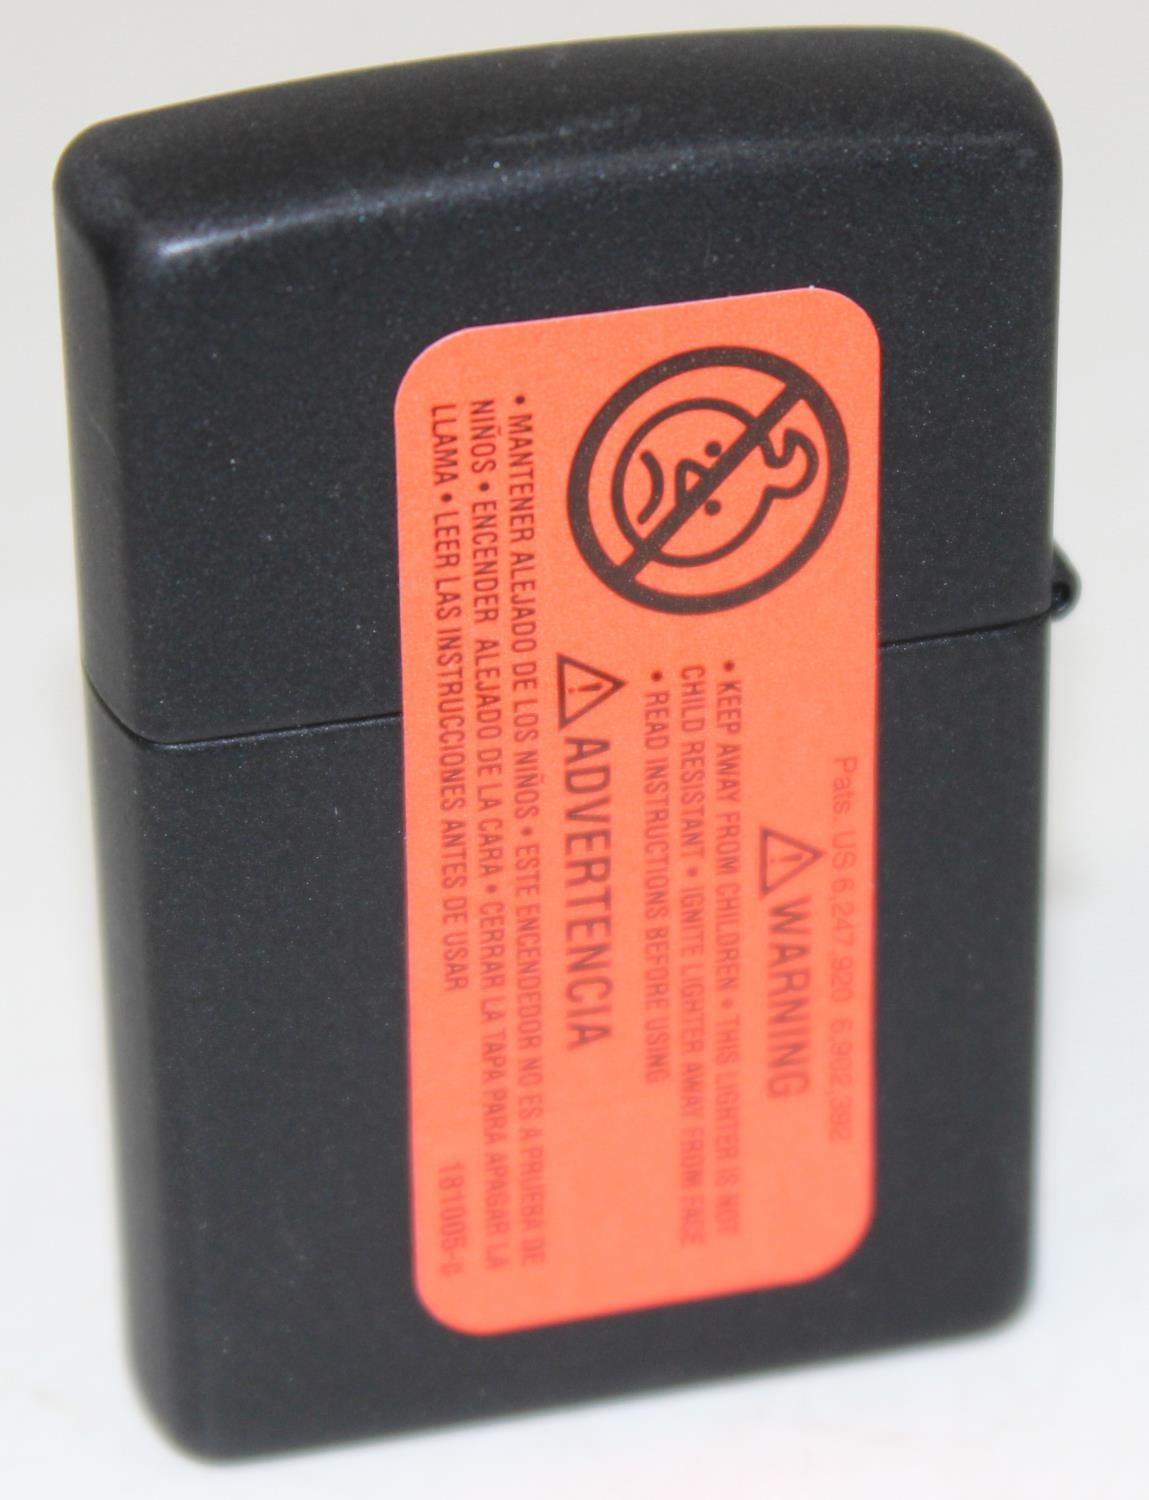 Pats. US 6,247,920 6,902,392
WARNING
• KEEP AWAY FROM CHILDREN • THIS LIGHTER IS NOT
CHILD RESISTANT • IGNITE LIGHTER AWAY FROM FACE
• READ INSTRUCTIONS BEFORE USING
ADVERTENCIA
• MANTENER ALEJADO DE LOS NIÑOS • ESTE ENCENDEDOR NO ES A PRUEBA DE
NIÑOS • ENCENDER ALEJADO DE LA CARA • CERRAR LA TAPA PARA APAGAR LA
LLAMA • LEER LAS INSTRUCCIONES ANTES DE USAR
181005-c